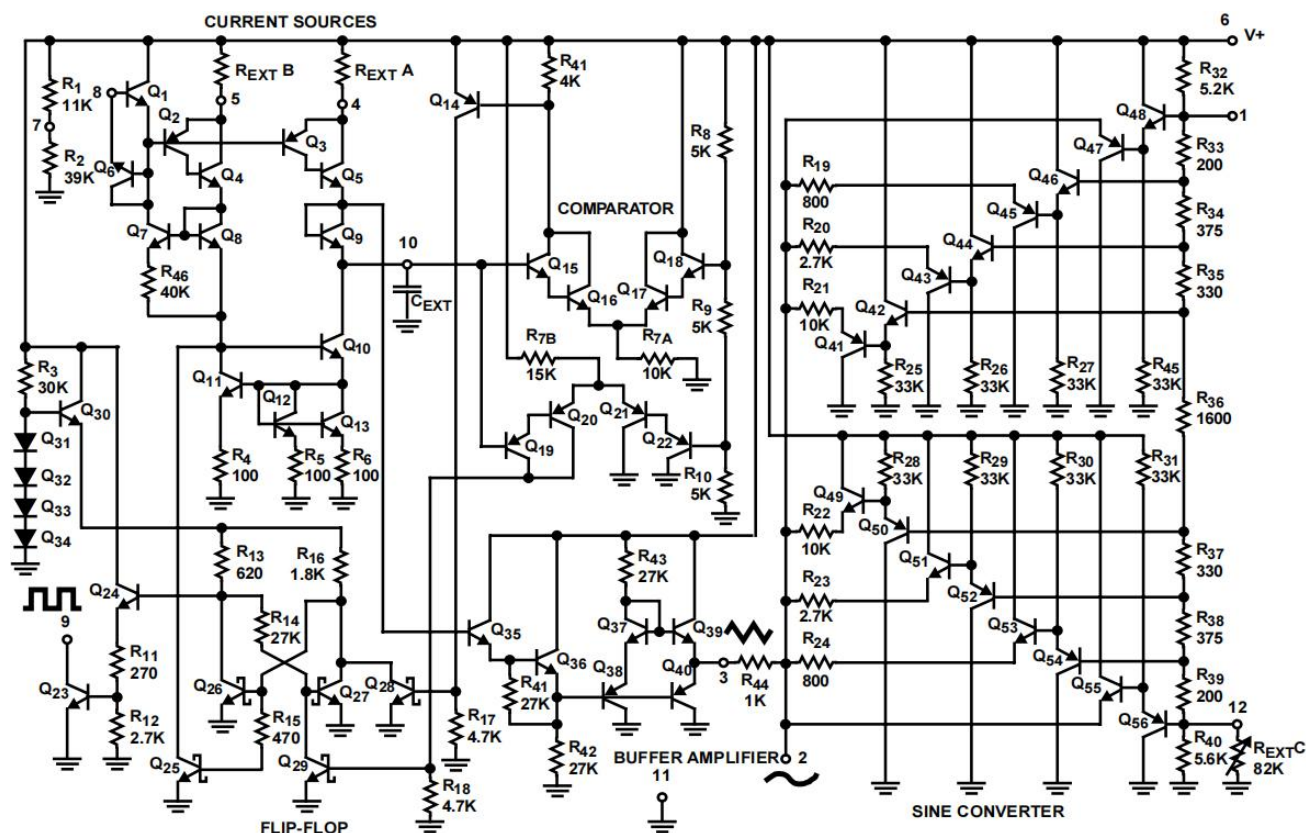 CURRENT SOURCES
6
V+
R1
11K
8
Q1
REXT B
5
REXT A
4
R41
4K
Q14
R32
5.2K
Q48
1
7
R2
39K
Q2
Q6
Q4
Q3
Q5
R8
5K
Q47
R33
200
R19
800
Q46
Q45
R34
375
COMPARATOR
Q7
Q8
Q9
10
R20
2.7K
Q44
Q43
R35
330
R46
40K
CEXT
Q15
Q16
Q17
Q18
R9
5K
R21
10K
Q42
Q41
R3
30K
Q30
Q10
R7B
15K
R7A
10K
R25
33K
R26
33K
R27
33K
R45
33K
Q11
Q12
Q13
Q20
Q21
Q19
Q22
R36
1600
Q31
Q32
Q33
Q34
R4
100
R5
100
R6
100
R10
5K
R28
33K
R29
33K
R30
33K
R31
33K
Q49
R22
10K
Q50
R13
620
R16
1.8K
R43
27K
Q51
R37
330
Q24
9
R14
27K
Q35
Q37
Q39
R23
2.7K
Q52
R38
375
R11
270
Q36
Q38
Q40
3
R44
1K
R24
800
Q53
Q54
Q23
Q26
Q27
Q28
R41
27K
Q55
R39
200
R12
2.7K
R15
470
R17
4.7K
R42
27K
BUFFER AMPLIFIER
2
Q56
12
R40
5.6K
REXTC
82K
Q25
Q29
R18
4.7K
11
FLIP-FLOP
SINE CONVERTER